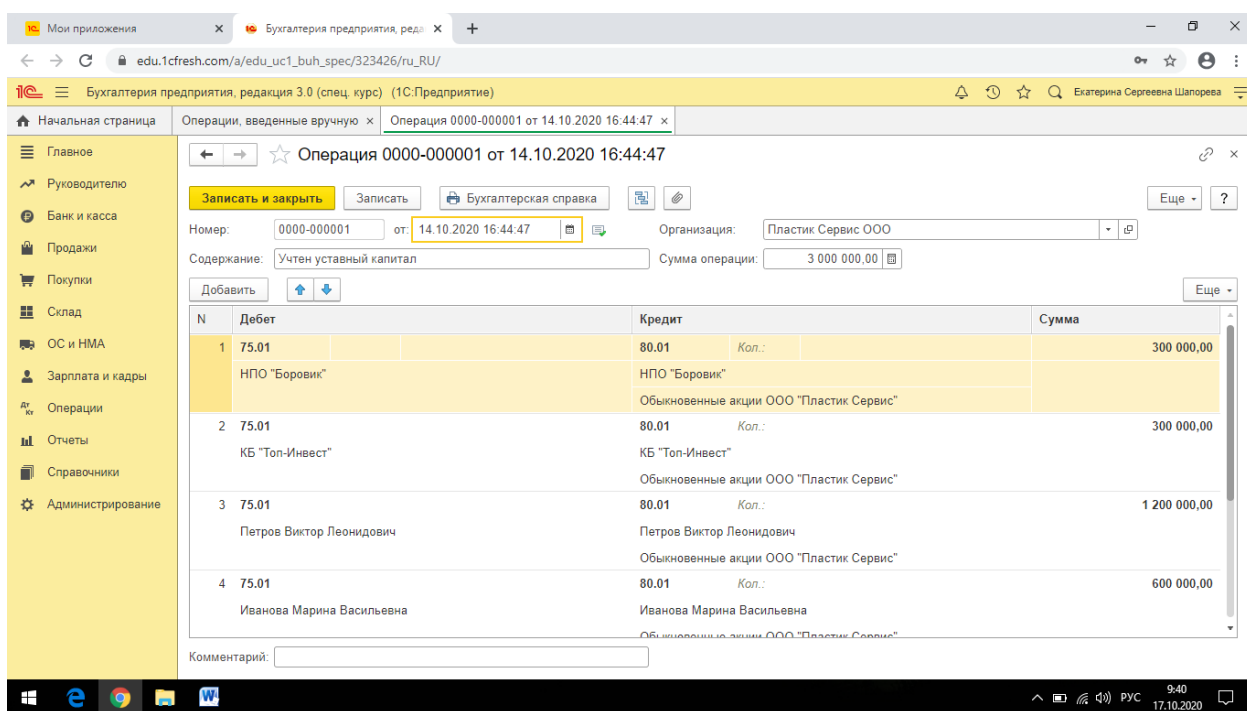 Мои приложения
Бухгалтерия предприятия, реда
edu.1cfresh.com/a/edu_uc1_buh_spec/323426/ru_RU/
Бухгалтерия предприятия, редакция 3.0 (спец. курс) (1С:Предприятие)
Екатерина Сергеевна Шапорева
Начальная страница
Операции, введенные вручную ×
Операция 0000-000001 от 14.10.2020 16:44:47 ×
Главное
Руководителю
Банк и касса
Продажи
Покупки
Склад
ОС и НМА
Зарплата и кадры
Операции
Отчеты
Справочники
Администрирование
Операция 0000-000001 от 14.10.2020 16:44:47
Записать и закрыть
Записать
Бухгалтерская справка
Еще
?
Номер: 0000-000001 от: 14.10.2020 16:44:47 Организация: Пластик Сервис ООО
Содержание: Учтен уставный капитал Сумма операции: 3 000 000,00
Добавить
Еще
N Дебет Кредит Сумма
1 75.01 80.01 Кол.: 300 000,00
НПО "Боровик" НПО "Боровик"
Обыкновенные акции ООО "Пластик Сервис"
2 75.01 80.01 Кол.: 300 000,00
КБ "Топ-Инвест" КБ "Топ-Инвест"
Обыкновенные акции ООО "Пластик Сервис"
3 75.01 80.01 Кол.: 1 200 000,00
Петров Виктор Леонидович Петров Виктор Леонидович
Обыкновенные акции ООО "Пластик Сервис"
4 75.01 80.01 Кол.: 600 000,00
Иванова Марина Васильевна Иванова Марина Васильевна
Обыкновенные акции ООО "Пластик Сервис"
Комментарий:
РУС
9:40
17.10.2020